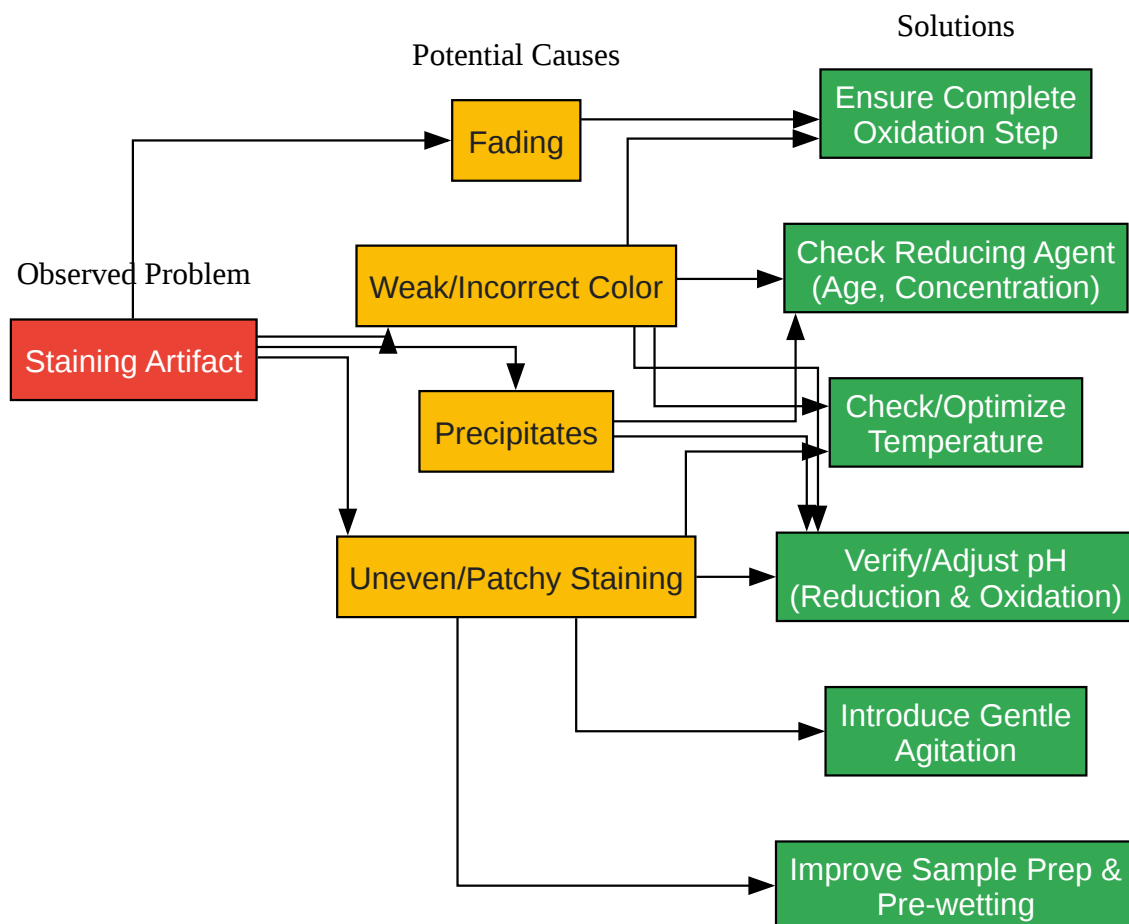 Solutions
Potential Causes
Ensure Complete
Oxidation Step
Fading
Check Reducing Agent
(Age, Concentration)
Weak/Incorrect Color
Observed Problem
Staining Artifact
Check/Optimize
Temperature
Precipitates
Verify/Adjust pH
(Reduction & Oxidation)
Uneven/Patchy Staining
Introduce Gentle
Agitation
Improve Sample Prep &
Pre-wetting